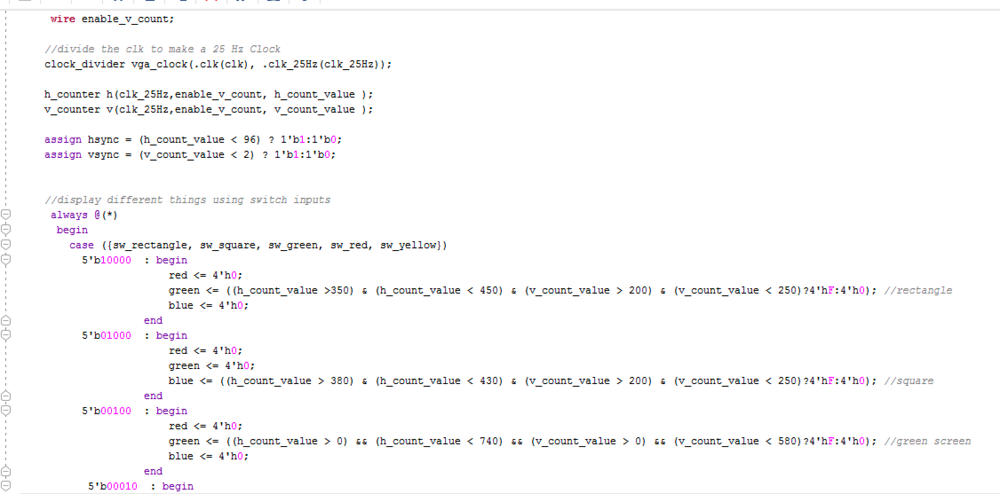 wire enable_v_count;
//divide the clk to make a 25 Hz Clock
clock_divider vga_clock(.clk(clk), .clk_25Hz(clk_25Hz));
h_counter h(clk_25Hz,enable_v_count, h_count_value );
v_counter v(clk_25Hz,enable_v_count, v_count_value );
assign hsync = (h_count_value < 96) ? 1'b1:1'b0;
assign vsync = (v_count_value < 2) ? 1'b1:1'b0;
//display different things using switch inputs
always @(*)
begin
case ({sw_rectangle, sw_square, sw_green, sw_red, sw_yellow})
5'b10000  : begin
red <= 4'h0;
green <= ((h_count_value >350) & (h_count_value < 450) & (v_count_value > 200) & (v_count_value < 250)?4'hF:4'h0); //rectangle
blue <= 4'h0;
end
5'b01000  : begin
red <= 4'h0;
green <= 4'h0;
blue <= ((h_count_value > 380) & (h_count_value < 430) & (v_count_value > 200) & (v_count_value < 250)?4'hF:4'h0); //square
end
5'b00100  : begin
red <= 4'h0;
green <= ((h_count_value > 0) && (h_count_value < 740) && (v_count_value > 0) && (v_count_value < 580)?4'hF:4'h0); //green screen
blue <= 4'h0;
end
5'b00010  : begin